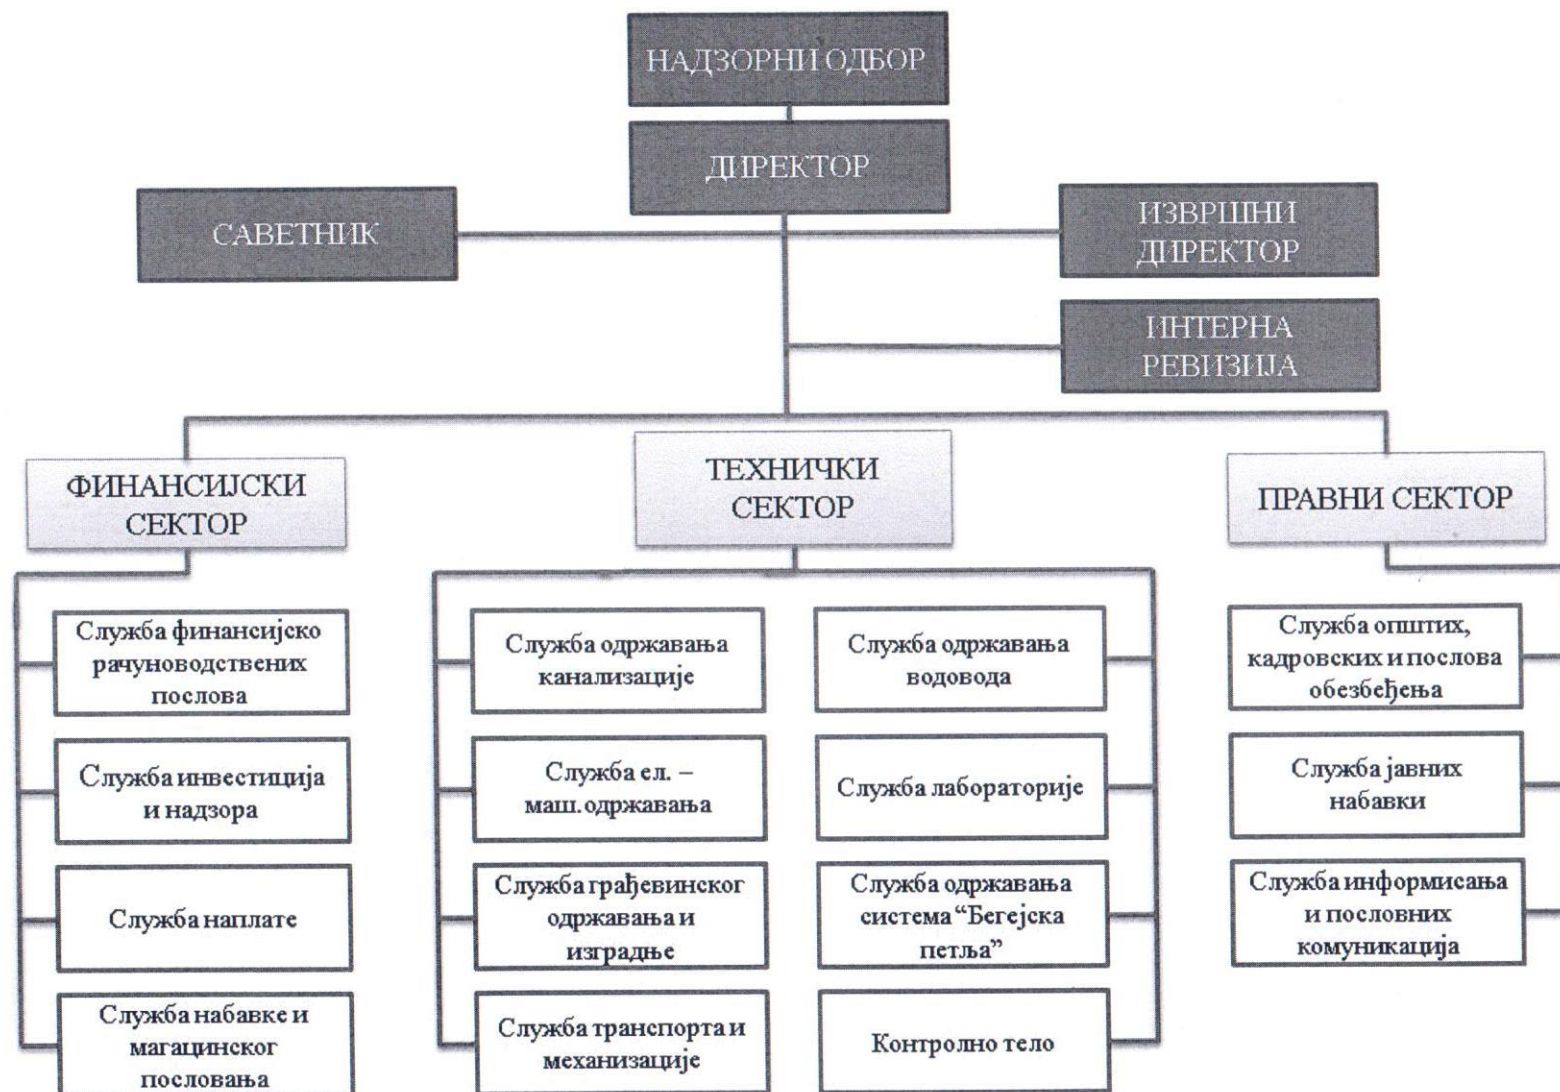 НАДЗОРНИ ОДБОР
ДИРЕКТОР
САВЕТНИК
ИЗВРШНИ
ДИРЕКТОР
ИНТЕРНА
РЕВИЗИЈА
ФИНАНСИЈСКИ
СЕКТОР
ТЕХНИЧКИ
СЕКТОР
ПРАВНИ СЕКТОР
Служба финансијско
рачуноводствених
послова
Служба инвестиција
и надзора
Служба наплате
Служба набавке и
магацинског
пословања
Служба одржавања
канализације
Служба ел. –
маш. одржавања
Служба грађевинског
одржавања и
изградње
Служба транспорта и
механизације
Служба одржавања
водовода
Служба лабораторије
Служба одржавања
система “Бегејска
петља”
Контролно тело
Служба општих,
кадровских и послова
обезбеђења
Служба јавних
набавки
Служба информисања
и пословних
комуникација